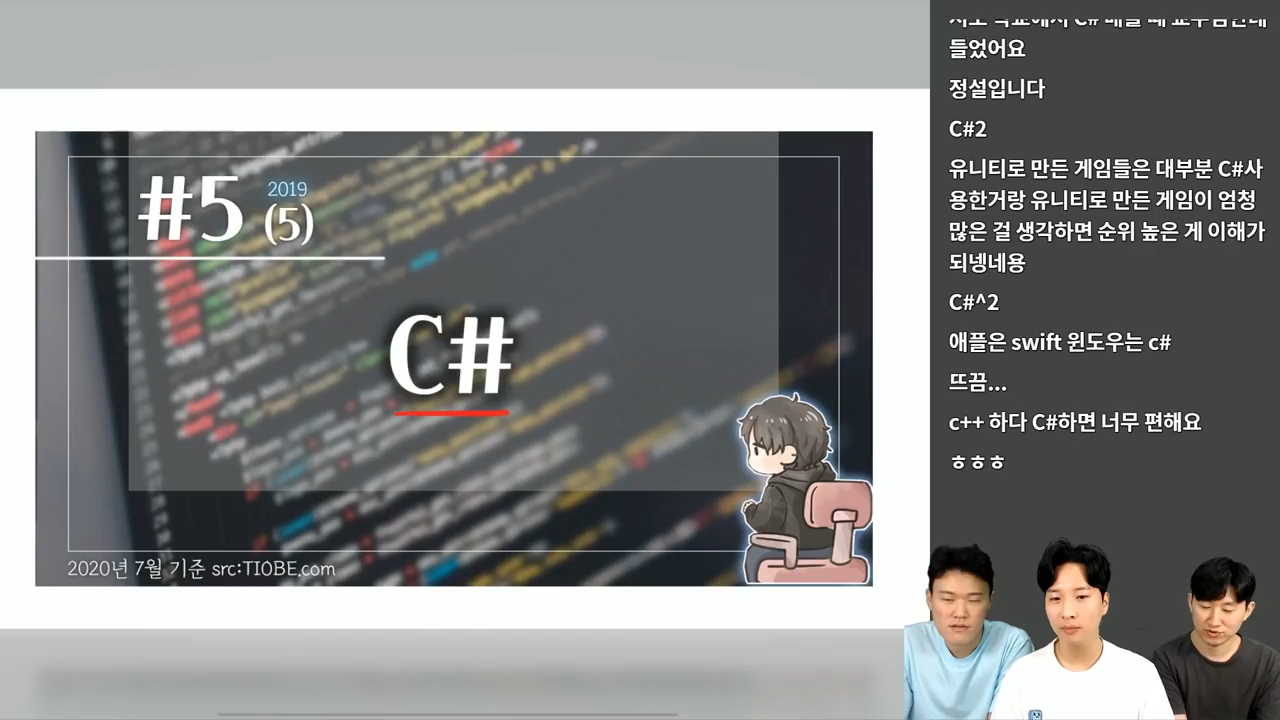 #5
2019
(5)
C#
2020년 7월 기준 src:TIOBE.com
들었어요
정설입니다
C#2
유니티로 만든 게임들은 대부분 C#사
용한거랑 유니티로 만든 게임이 엄청
많은 걸 생각하면 순위 높은 게 이해가
되넹네용
C#^2
애플은 swift 윈도우는 c#
뜨끔...
c++ 하다 C#하면 너무 편해요
ㅎㅎㅎ